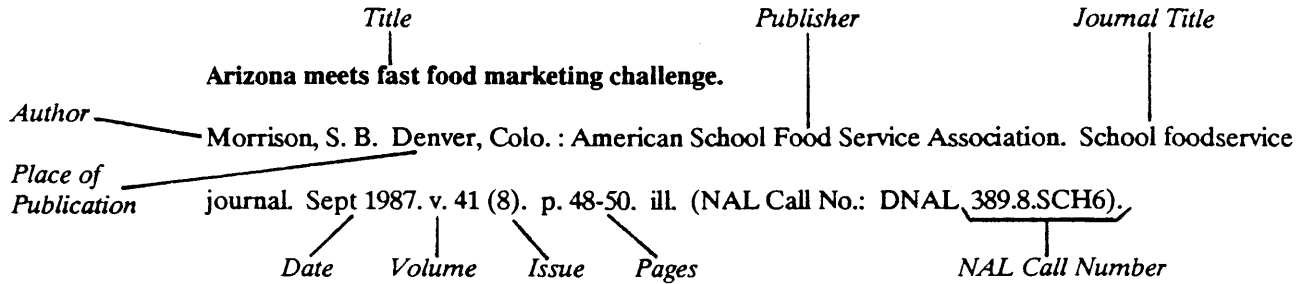 Title Publisher Journal Title
Arizona meets fast food marketing challenge.
Author
Morrison, S. B. Denver, Colo. : American School Food Service Association. School foodservice
Place of
Publication
journal. Sept 1987. v. 41 (8). p. 48-50. ill. (NAL Call No.: DNAL 389.8.SCH6).
Date Volume Issue Pages NAL Call Number